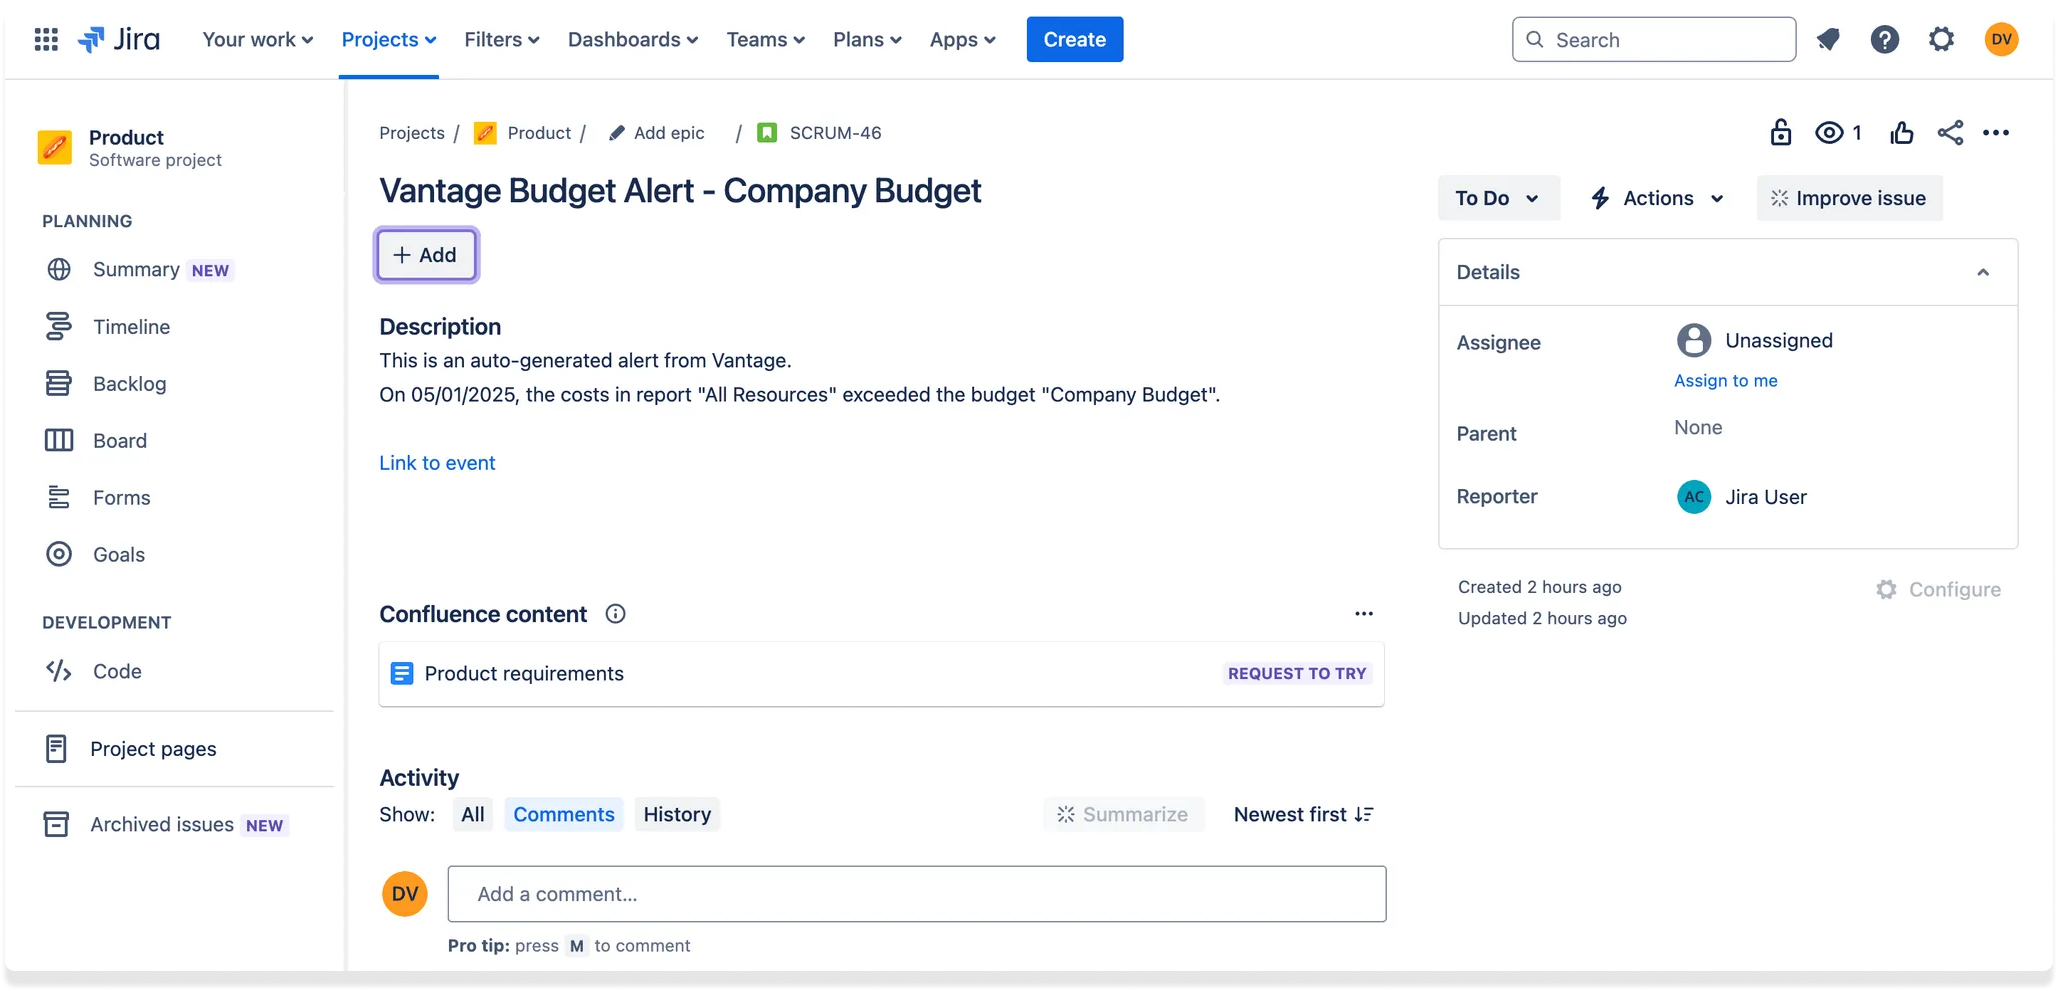 Jira Your work Projects Filters Dashboards Teams Plans Apps Create Search DV
Product
Software project
PLANNING
Summary NEW
Timeline
Backlog
Board
Forms
Goals
DEVELOPMENT
Code
Project pages
Archived issues NEW
Projects / Product / Add epic / SCRUM-46
1
Vantage Budget Alert - Company Budget
+ Add
Description
This is an auto-generated alert from Vantage.
On 05/01/2025, the costs in report "All Resources" exceeded the budget "Company Budget".
Link to event
Confluence content
Product requirements REQUEST TO TRY
Activity
Show: All Comments History Summarize Newest first
DV Add a comment...
Pro tip: press M to comment
To Do Actions Improve issue
Details
Assignee Unassigned
Assign to me
Parent None
Reporter AC Jira User
Created 2 hours ago Configure
Updated 2 hours ago